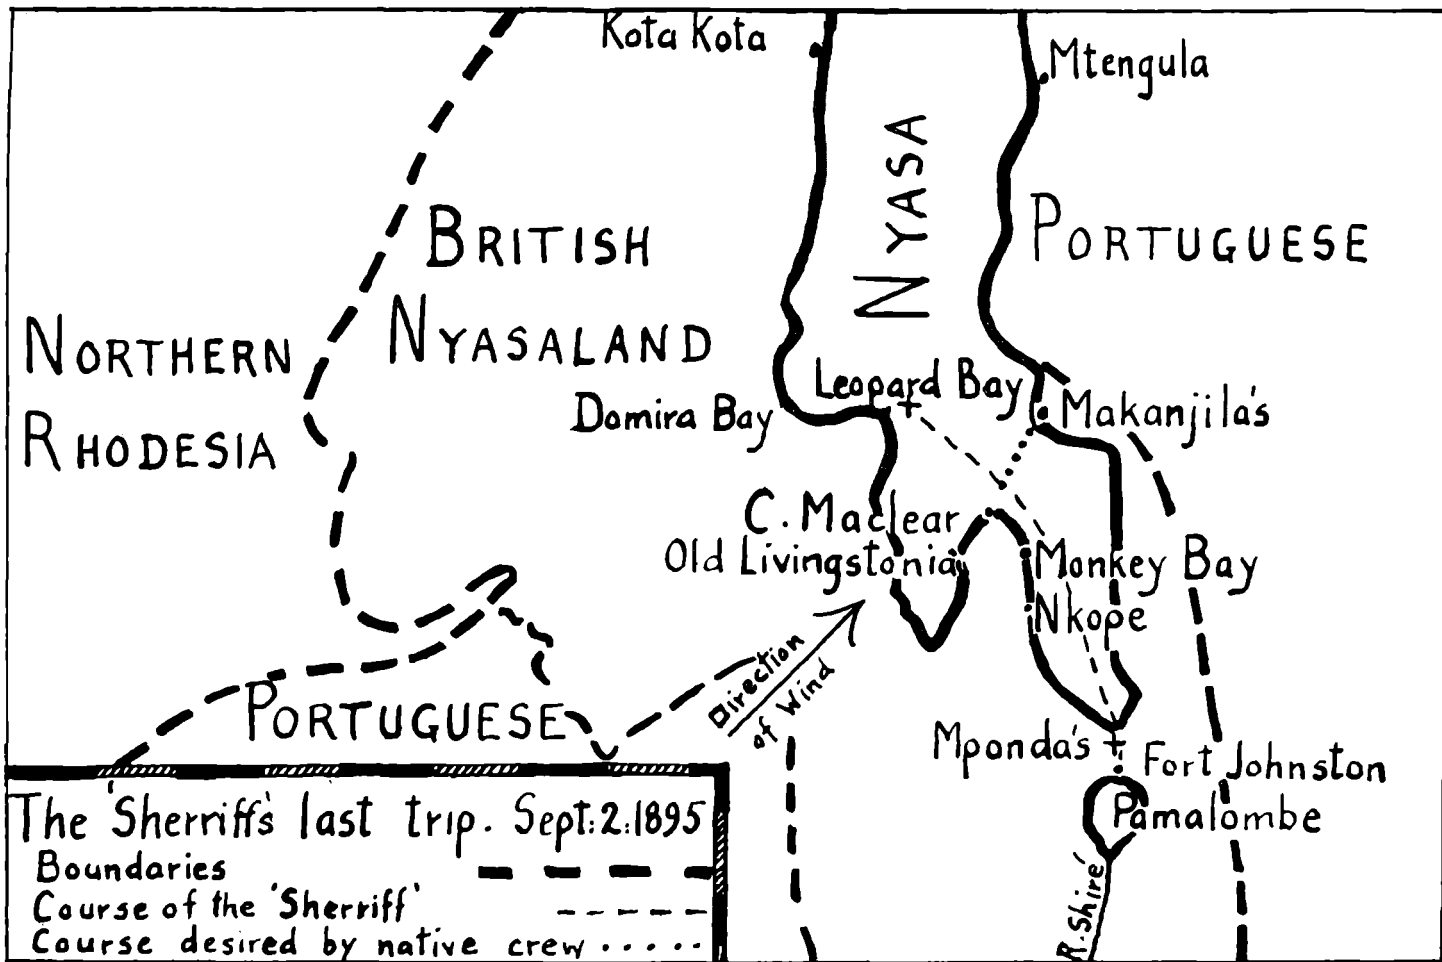 Kota Kota
Mtengula
NYASA
BRITISH
NYASALAND
PORTUGUESE
NORTHERN
RHODESIA
Leopard Bay
Domira Bay
Makanjila's
C. Maclear
Old Livingstonia
Monkey Bay
Nkope
Direction
of Wind
PORTUGUESE
Mponda's
Fort Johnston
Pamalombe
R. Shiré
The 'Sherriff's last trip. Sept: 2: 1895
Boundaries
Course of the 'Sherriff'
Course desired by native crew